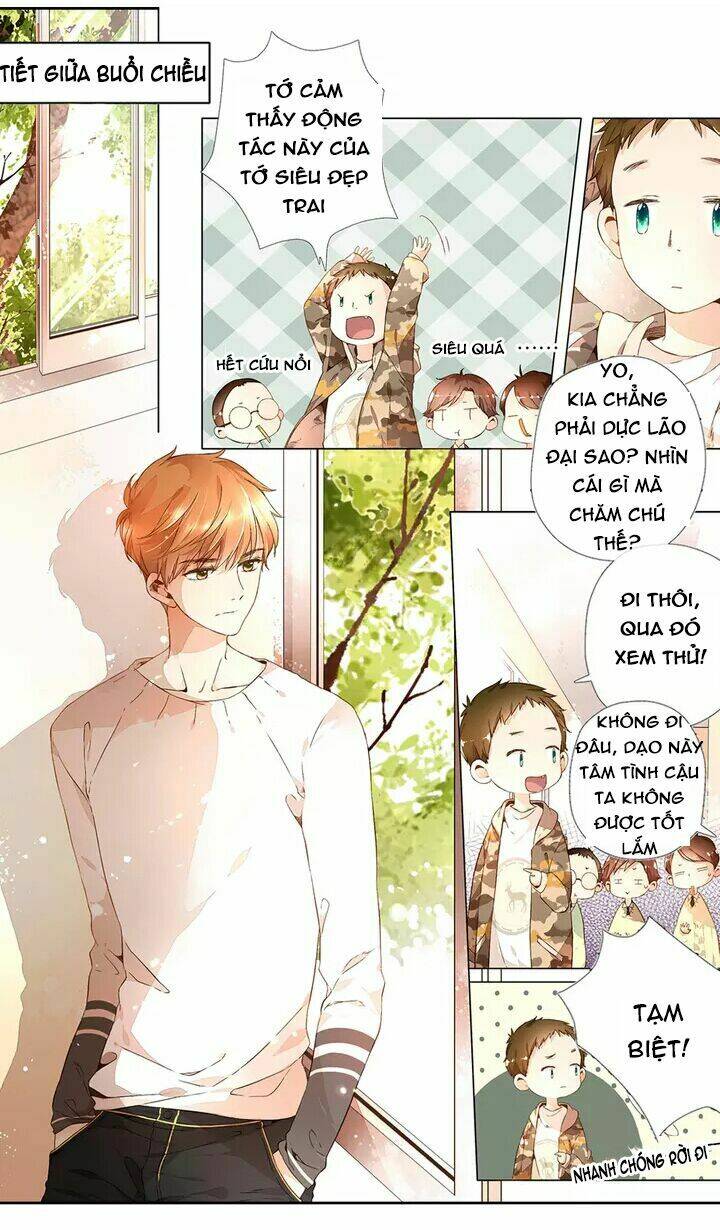 TIẾT GIỮA BUỔI CHIỀU
TỚ CẢM
THẤY ĐỘNG
TÁC NÀY CỦA
TỚ SIÊU ĐẸP
TRAI
HẾT CỨU NỔI
SIÊU QUÁ
......
YO,
KIA CHẲNG
PHẢI DỰC LÃO
ĐẠI SAO? NHÌN
CÁI GÌ MÀ
CHĂM CHÚ
THẾ?
ĐI THÔI,
QUA ĐÓ
XEM THỬ!
KHÔNG ĐI
ĐÂU, DẠO NÀY
TÂM TÌNH CẬU
TA KHÔNG
ĐƯỢC TỐT
LẮM
TẠM
BIỆT!
NHANH CHÓNG RỜI ĐI